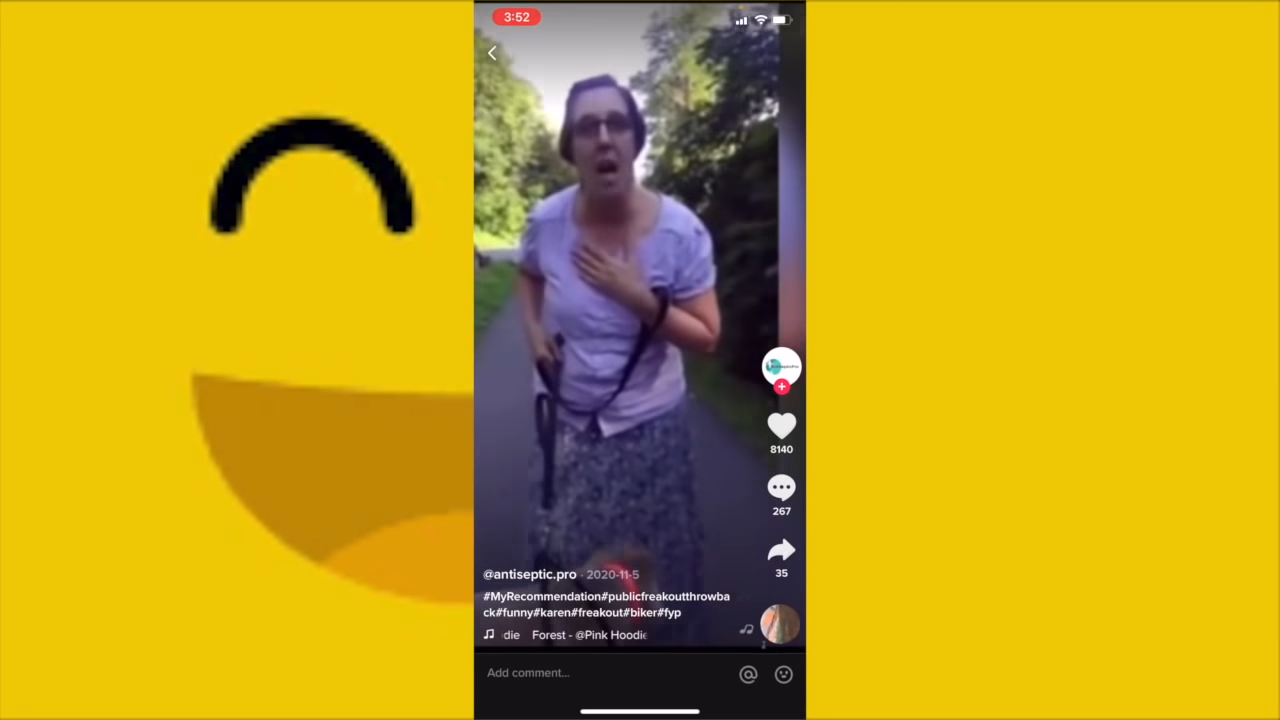 3:52
8140
267
35
@antiseptic.pro · 2020-11-5
#MyRecommendation#publicfreakoutthrowba
ck#funny#karen#freakout#biker#fyp
die Forest - @Pink Hoodie
Add comment...